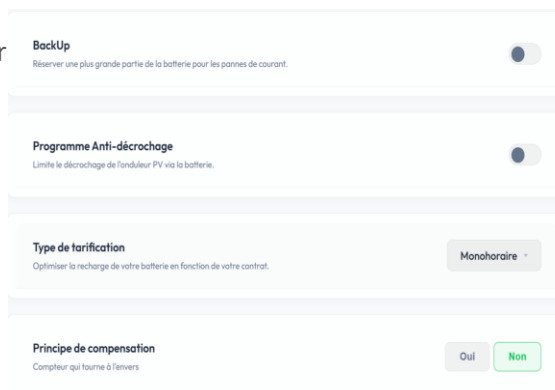 r
BackUp
Réserver une plus grande partie de la batterie pour les pannes de courant.
Programme Anti-décrochage
Limite le décrochage de l'onduleur PV via la batterie.
Type de tarification
Optimiser la recharge de votre batterie en fonction de votre contrat.
Monohoraire
Principe de compensation
Compteur qui tourne à l'envers
Oui
Non